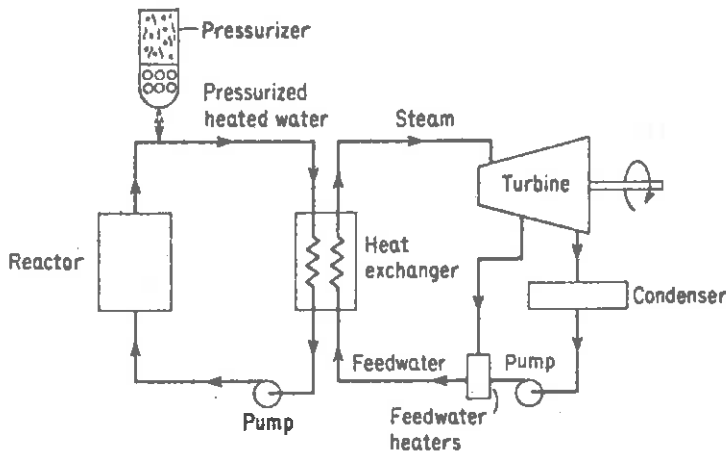 Pressurizer
Pressurized
heated water
Steam
Turbine
Reactor
Heat
exchanger
Condenser
Feedwater
Pump
Pump
Feedwater
heaters